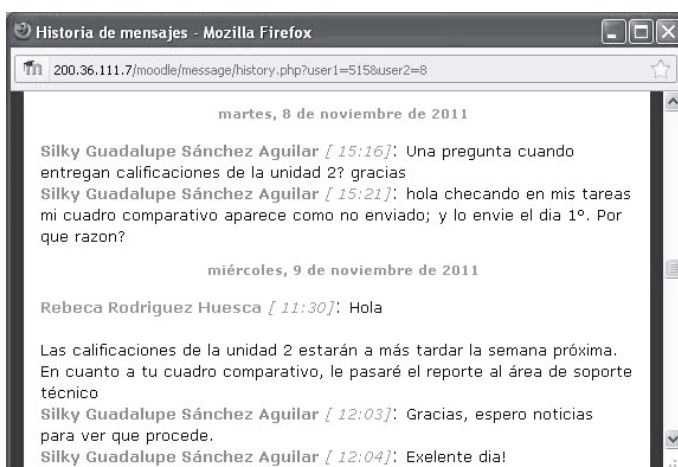 Historia de mensajes - Mozilla Firefox
200.36.111.7/moodle/message/history.php?user1=515&user2=8
martes, 8 de noviembre de 2011
Silky Guadalupe Sánchez Aguilar [ 15:16]: Una pregunta cuando
entregan calificaciones de la unidad 2? gracias
Silky Guadalupe Sánchez Aguilar [ 15:21]: hola checando en mis tareas
mi cuadro comparativo aparece como no enviado; y lo envie el dia 1º. Por
que razon?
miércoles, 9 de noviembre de 2011
Rebeca Rodriguez Huesca [ 11:30]: Hola
Las calificaciones de la unidad 2 estarán a más tardar la semana próxima.
En cuanto a tu cuadro comparativo, le pasaré el reporte al área de soporte
técnico
Silky Guadalupe Sánchez Aguilar [ 12:03]: Gracias, espero noticias
para ver que procede.
Silky Guadalupe Sánchez Aguilar [ 12:04]: Exelente dia!